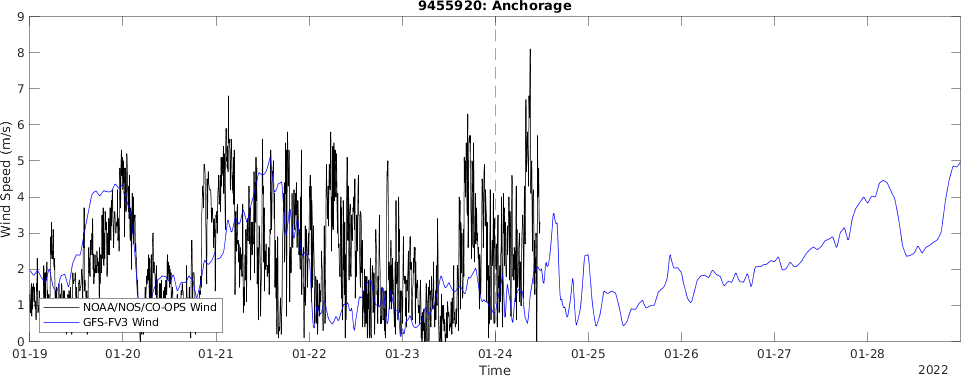 9455920: Anchorage
9
8
7
6
5
4
3
2
1
0
Wind Speed (m/s)
NOAA/NOS/CO-OPS Wind
GFS-FV3 Wind
01-19 01-20 01-21 01-22 01-23 01-24 01-25 01-26 01-27 01-28
Time
2022